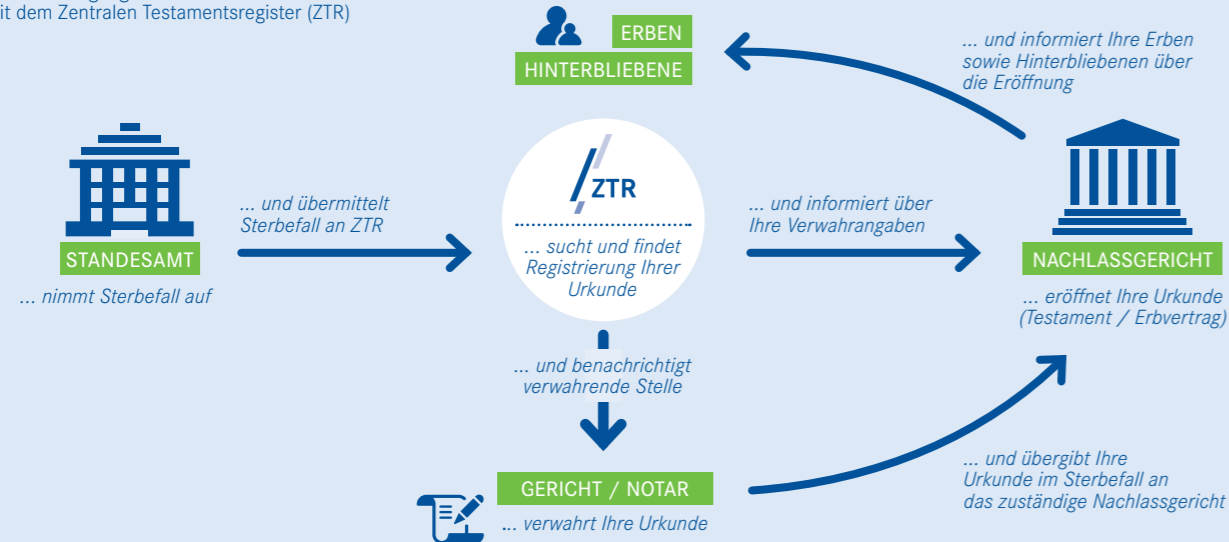 mit dem Zentralen Testamentsregister (ZTR)
ERBEN
HINTERBLIEBENE
... und informiert Ihre Erben
sowie Hinterbliebenen über
die Eröffnung
STANDESAMT
... nimmt Sterbefall auf
... und übermittelt
Sterbefall an ZTR
ZTR
... sucht und findet
Registrierung Ihrer
Urkunde
... und informiert über
Ihre Verwahrangaben
NACHLASSGERICHT
... eröffnet Ihre Urkunde
(Testament / Erbvertrag)
... und benachrichtigt
verwahrende Stelle
GERICHT / NOTAR
... verwahrt Ihre Urkunde
... und übergibt Ihre
Urkunde im Sterbefall an
das zuständige Nachlassgericht